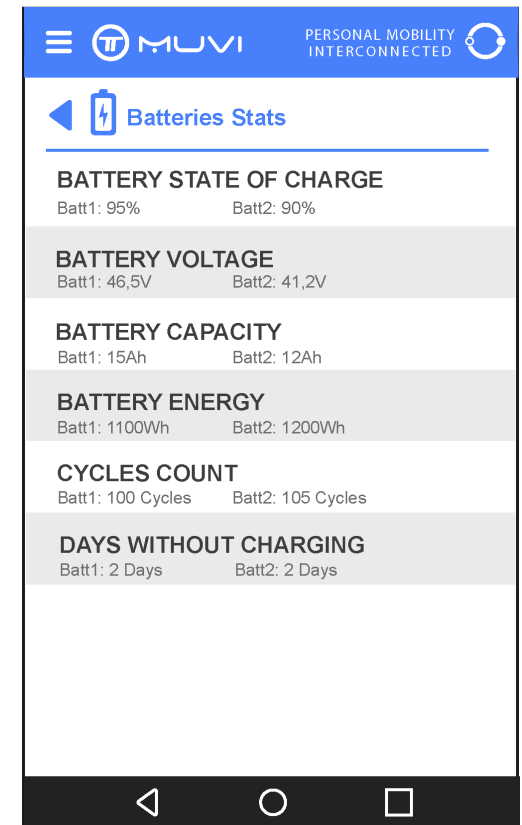 MUVI
PERSONAL MOBILITY
INTERCONNECTED
Batteries Stats
BATTERY STATE OF CHARGE
Batt1: 95% Batt2: 90%
BATTERY VOLTAGE
Batt1: 46,5V Batt2: 41,2V
BATTERY CAPACITY
Batt1: 15Ah Batt2: 12Ah
BATTERY ENERGY
Batt1: 1100Wh Batt2: 1200Wh
CYCLES COUNT
Batt1: 100 Cycles Batt2: 105 Cycles
DAYS WITHOUT CHARGING
Batt1: 2 Days Batt2: 2 Days